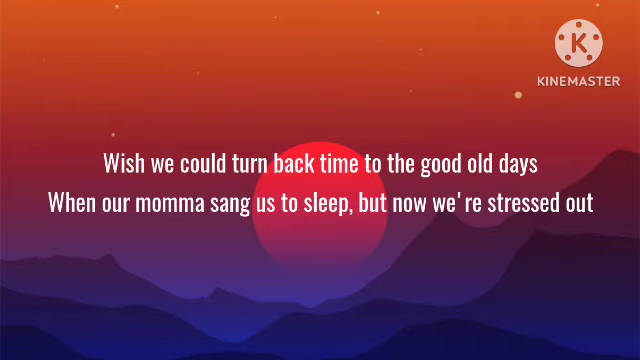 KINEMASTER
Wish we could turn back time to the good old days
When our momma sang us to sleep, but now we're stressed out